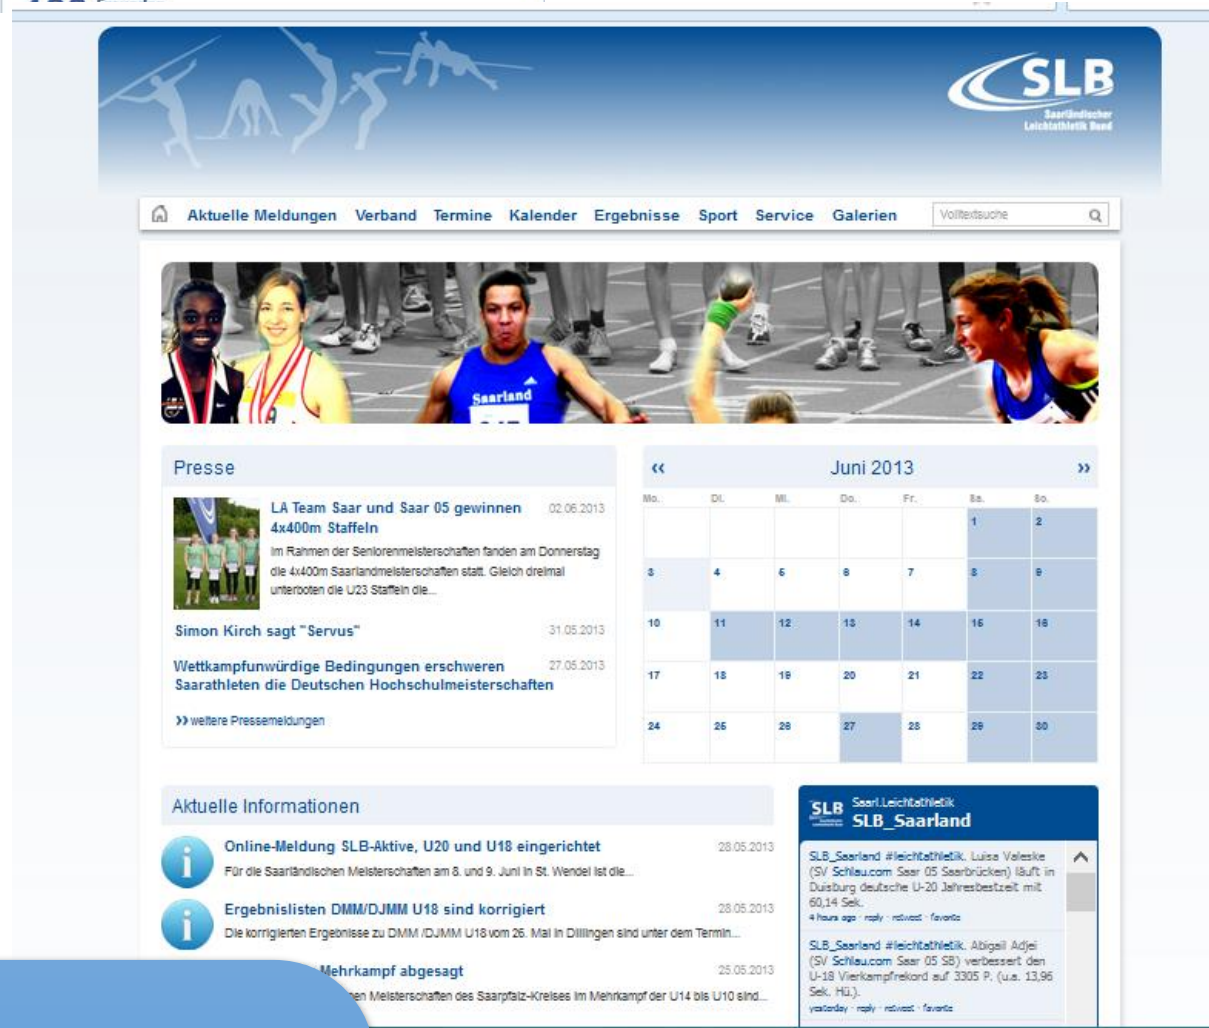 SLB
Saarländischer
Leichtathletik Bund
Aktuelle Meldungen Verband Termine Kalender Ergebnisse Sport Service Galerien Volltextsuche
Saarland
Presse
LA Team Saar und Saar 05 gewinnen 02.06.2013
4x400m Staffeln
Im Rahmen der Seniorenmeisterschaften fanden am Donnerstag
die 4x400m Saarlandmeisterschaften statt. Gleich dreimal
unterboten die U23 Staffeln die...
Simon Kirch sagt "Servus" 31.05.2013
Wettkampfunwürdige Bedingungen erschweren 27.05.2013
Saarathleten die Deutschen Hochschulmeisterschaften
›› weitere Pressemeldungen
‹‹ Juni 2013 ››
Mo. Di. Mi. Do. Fr. Sa. So.
1 2
3 4 5 6 7 8 9
10 11 12 13 14 15 16
17 18 19 20 21 22 23
24 25 26 27 28 29 30
Aktuelle Informationen
Online-Meldung SLB-Aktive, U20 und U18 eingerichtet 28.05.2013
Für die Saarländischen Meisterschaften am 8. und 9. Juni in St. Wendel ist die...
Ergebnislisten DMM/DJMM U18 sind korrigiert 28.05.2013
Die korrigierten Ergebnisse zu DMM /DJMM U18 vom 26. Mai in Dillingen sind unter dem Termin...
Mehrkampf abgesagt 25.05.2013
en Meisterschaften des Saarpfalz-Kreises im Mehrkampf der U14 bis U10 sind...
SLB
Saarl.Leichtathletik
SLB_Saarland
SLB_Saarland #leichtathletik. Luisa Valeske
(SV Schlau.com Saar 05 Saarbrücken) läuft in
Duisburg deutsche U-20 Jahresbestzeit mit
60,14 Sek.
4 hours ago · reply · retweet · favorite
SLB_Saarland #leichtathletik. Abigail Adjei
(SV Schlau.com Saar 05 SB) verbessert den
U-18 Vierkampfrekord auf 3305 P. (u.a. 13,96
Sek. Hü.).
yesterday · reply · retweet · favorite